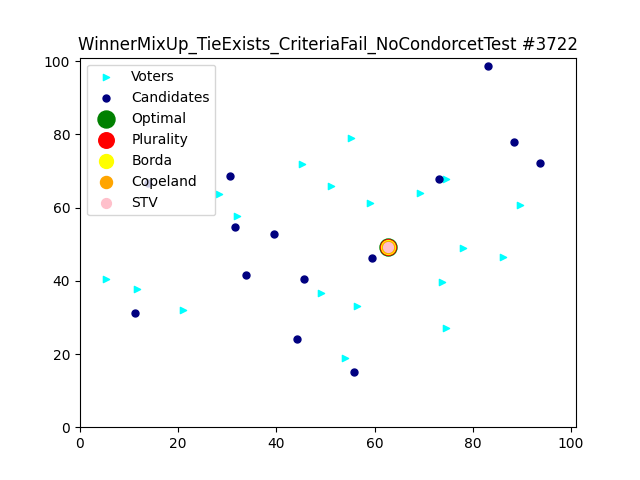 WinnerMixUp_TieExists_CriteriaFail_NoCondorcetTest #3722
100
80
60
40
20
0
Voters
Candidates
Optimal
Plurality
Borda
Copeland
STV
0
20
40
60
80
100